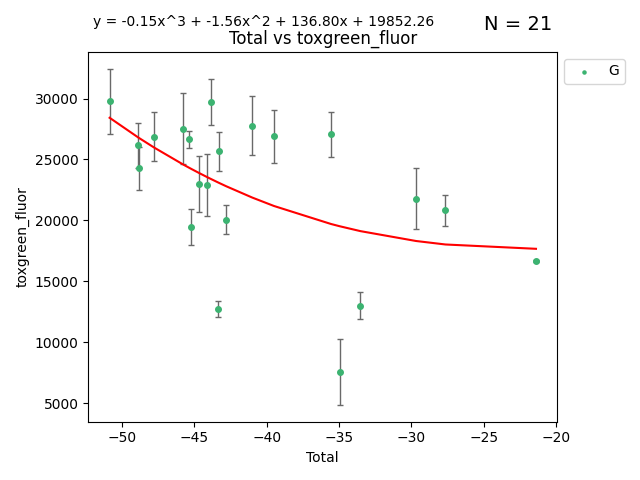 y = -0.15x^3 + -1.56x^2 + 136.80x + 19852.26
N = 21
Total vs toxgreen_fluor
G
30000
25000
20000
15000
10000
5000
toxgreen_fluor
−50 −45 −40 −35 −30 −25 −20
Total